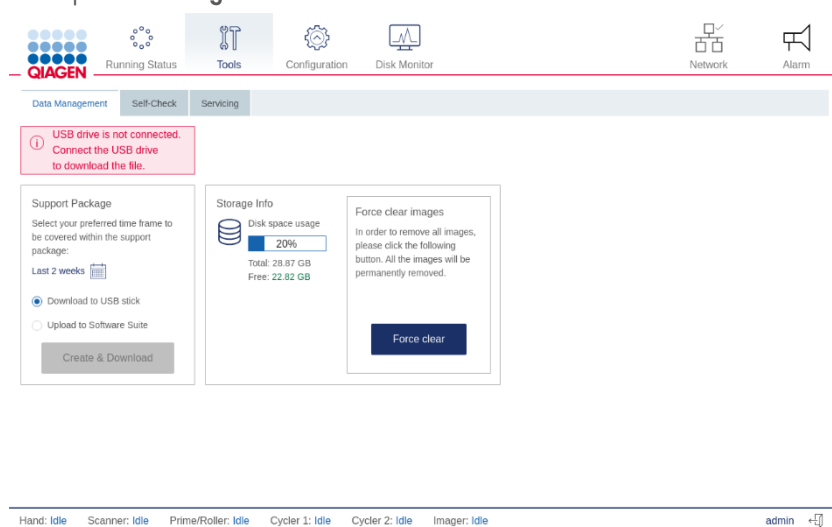 QIAGEN
Running Status
Tools
Configuration
Disk Monitor
Network
Alarm
Data Management
Self-Check
Servicing
USB drive is not connected.
Connect the USB drive
to download the file.
Support Package
Select your preferred time frame to
be covered within the support
package:
Last 2 weeks
Download to USB stick
Upload to Software Suite
Create & Download
Storage Info
Disk space usage
20%
Total: 28.87 GB
Free: 22.82 GB
Force clear images
In order to remove all images,
please click the following
button. All the images will be
permanently removed.
Force clear
Hand: Idle
Scanner: Idle
Prime/Roller: Idle
Cycler 1: Idle
Cycler 2: Idle
Imager: Idle
admin